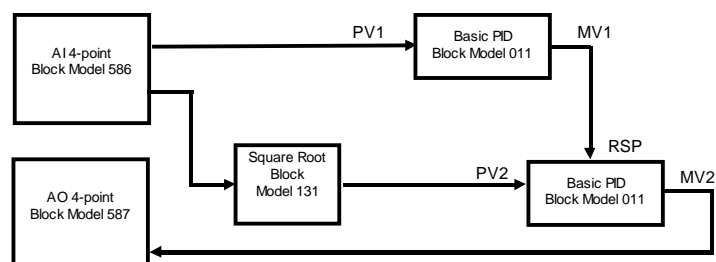 AI 4-point
Block Model 586
PV1
Basic PID
Block Model 011
MV1
RSP
Square Root
Block
Model 131
PV2
Basic PID
Block Model 011
MV2
AO 4-point
Block Model 587